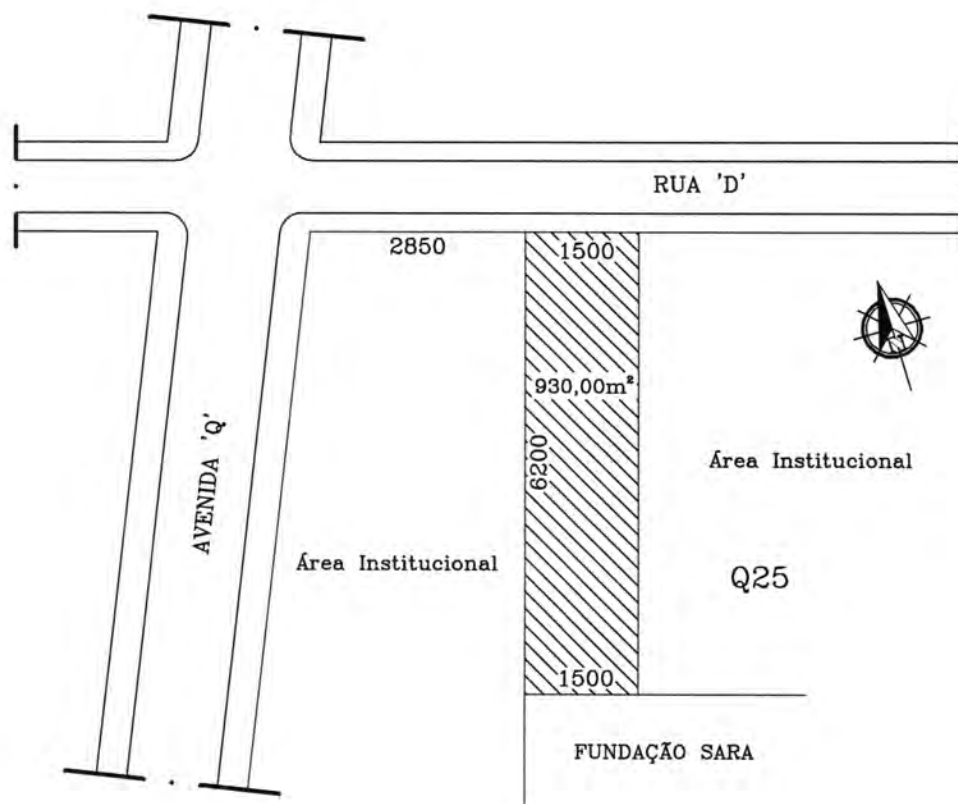 RUA 'D'
2850
1500
930,00m²
6200
AVENIDA 'Q'
Área Institucional
Área Institucional
Q25
1500
FUNDAÇÃO SARA